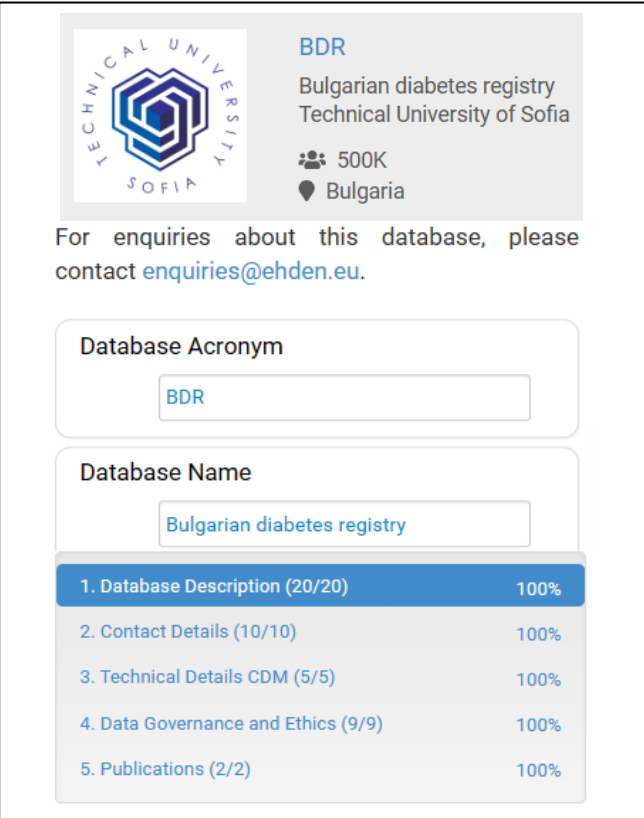 TECHNICAL UNIVERSITY
SOFIA
BDR
Bulgarian diabetes registry
Technical University of Sofia
500K
Bulgaria
For enquiries about this database, please
contact enquiries@ehden.eu.
Database Acronym
BDR
Database Name
Bulgarian diabetes registry
1. Database Description (20/20) 100%
2. Contact Details (10/10) 100%
3. Technical Details CDM (5/5) 100%
4. Data Governance and Ethics (9/9) 100%
5. Publications (2/2) 100%